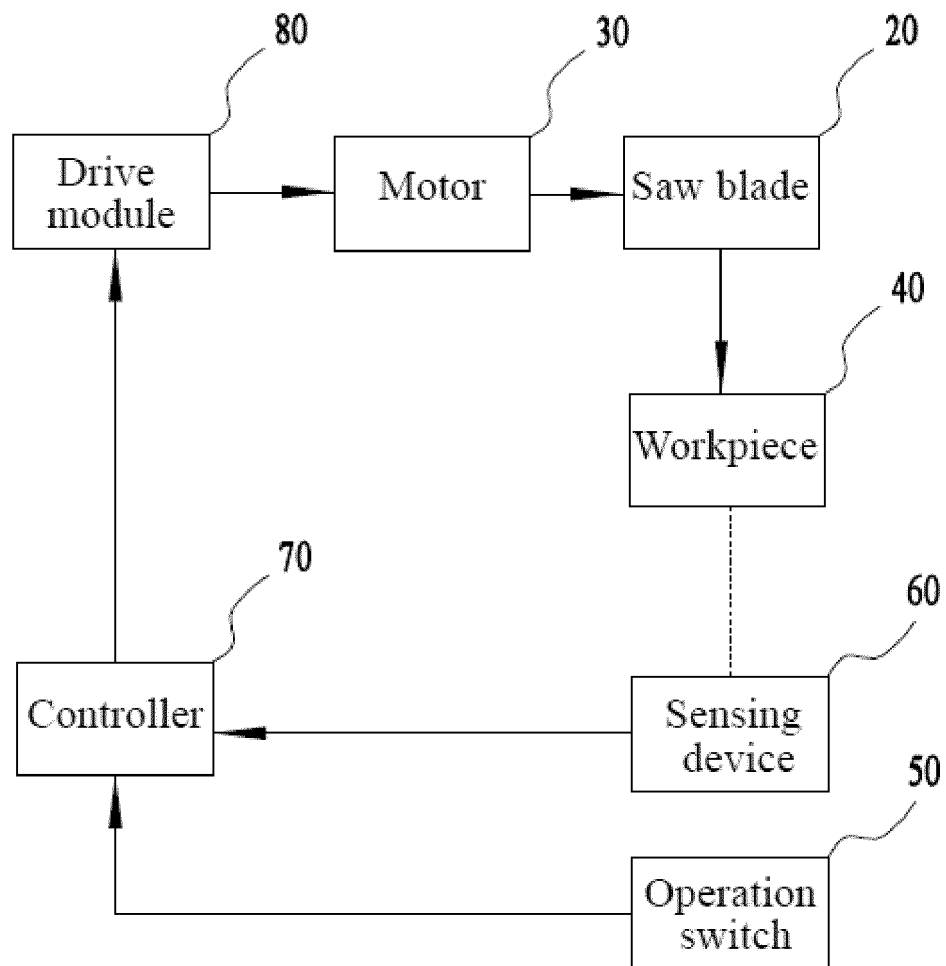 80
30
20
Drive
module
Motor
Saw blade
40
Workpiece
70
60
Controller
Sensing
device
50
Operation
switch